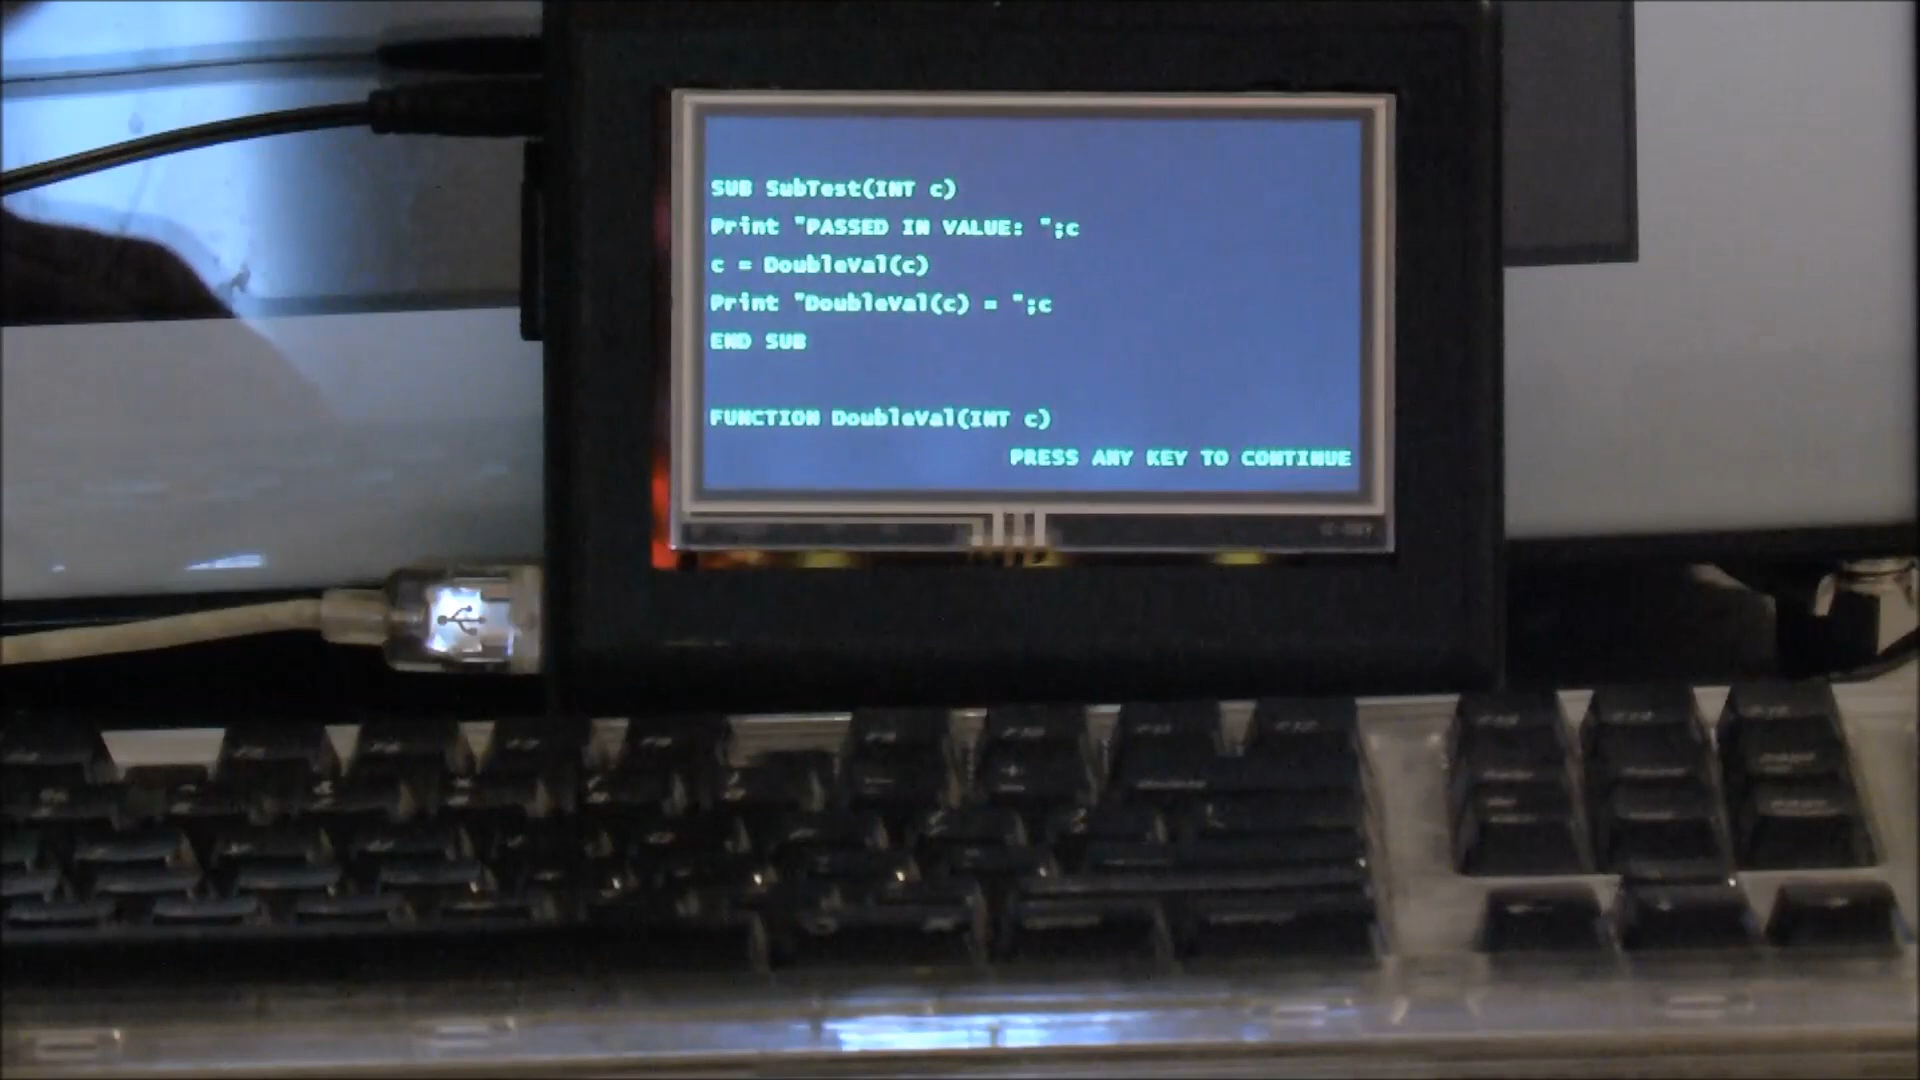 SUB SubTest(INT c)
Print "PASSED IN VALUE: ";c
c = DoubleVal(c)
Print "DoubleVal(c) = ";c
END SUB
FUNCTION DoubleVal(INT c)
PRESS ANY KEY TO CONTINUE